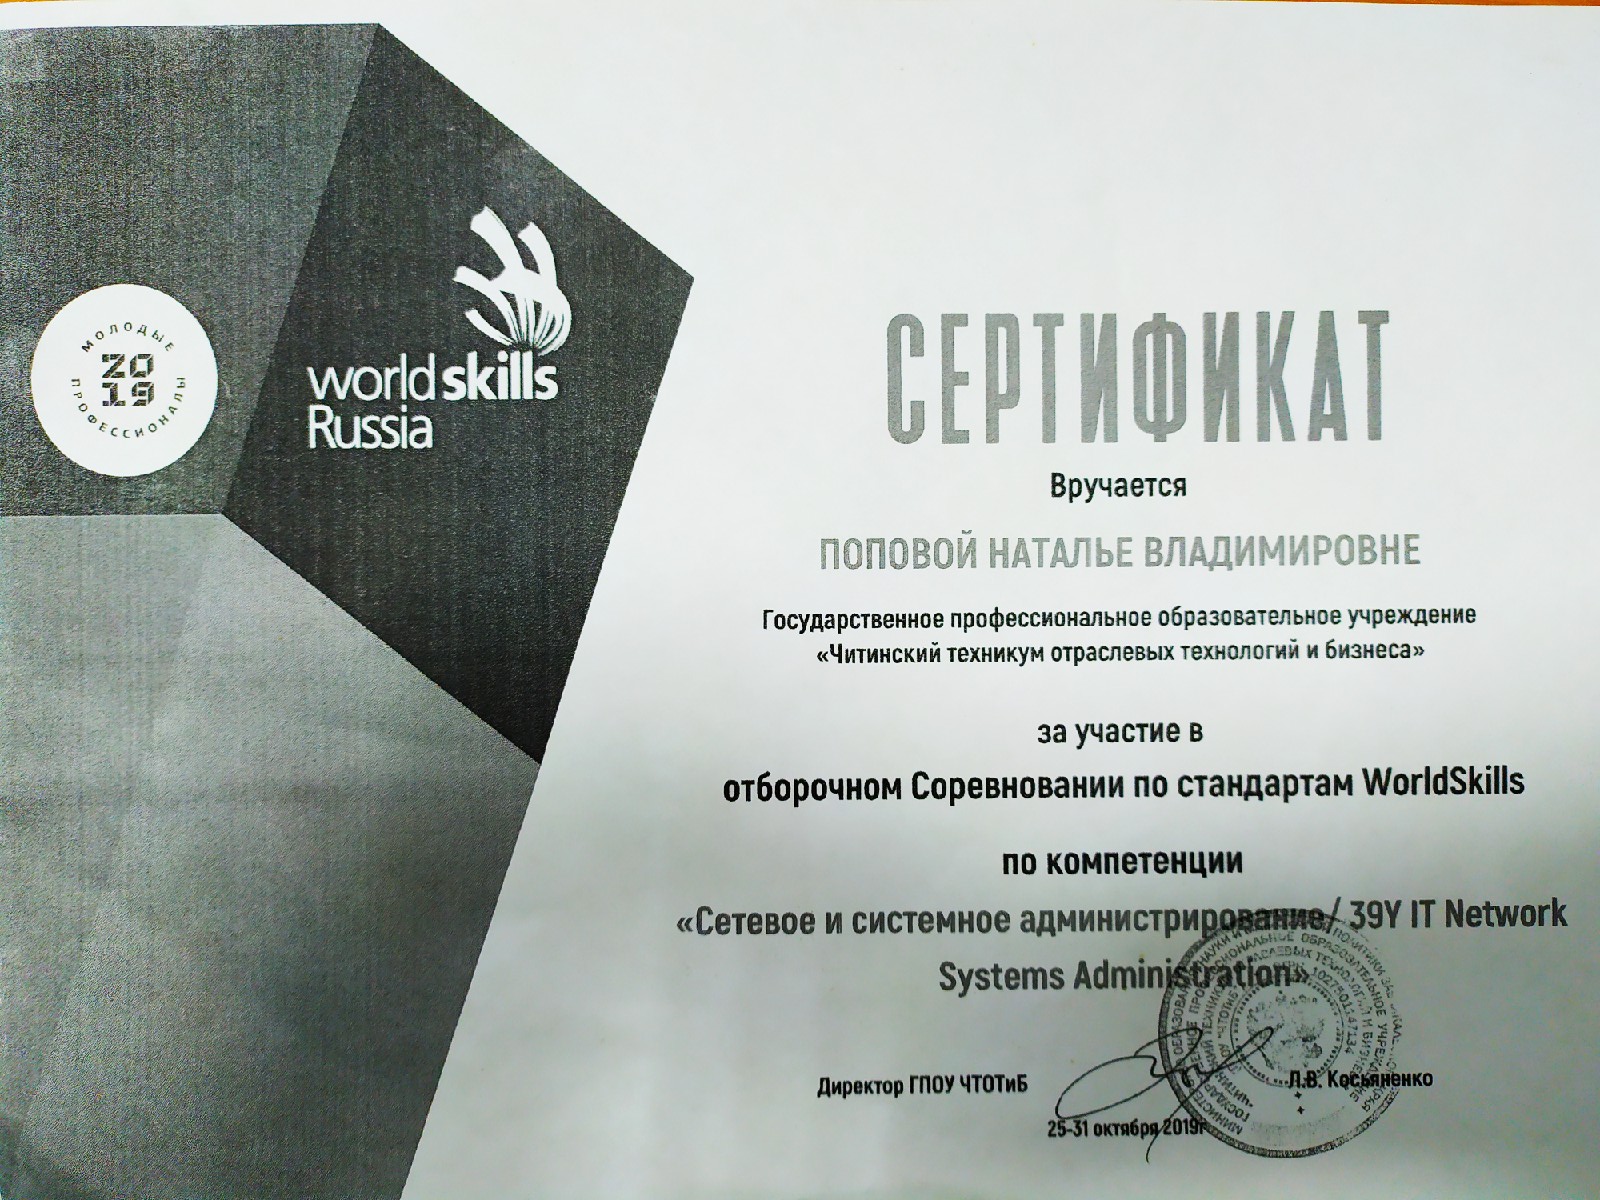 МОЛОДЫЕ
20
19
ПРОФЕССИОНАЛЫ
worldskills
Russia
СЕРТИФИКАТ
Вручается
ПОПОВОЙ НАТАЛЬЕ ВЛАДИМИРОВНЕ
Государственное профессиональное образовательное учреждение
«Читинский техникум отраслевых технологий и бизнеса»
за участие в
отборочном Соревновании по стандартам WorldSkills
по компетенции
«Сетевое и системное администрирование/ 39Y IT Network
Systems Administration»
Директор ГПОУ ЧТОТиБ
Л.В. Косьяненко
25-31 октября 2019г